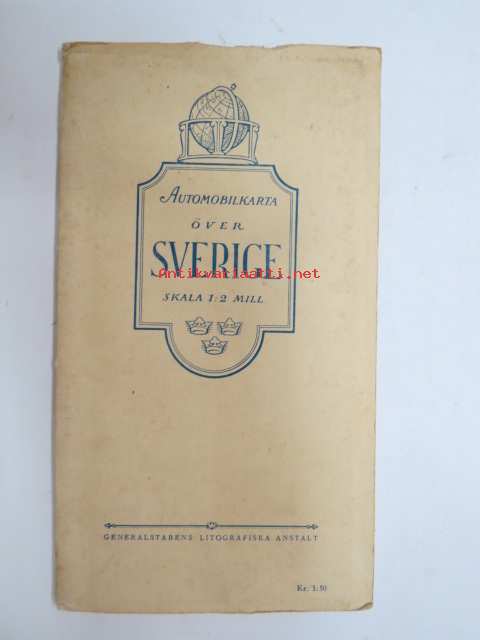 AUTOMOBILKARTA
ÖVER
SVERIGE
Antikvariaatti.net
SKALA 1:2 MILL
GENERALSTABENS LITOGRAFISKA ANSTALT
Kr. 3:50